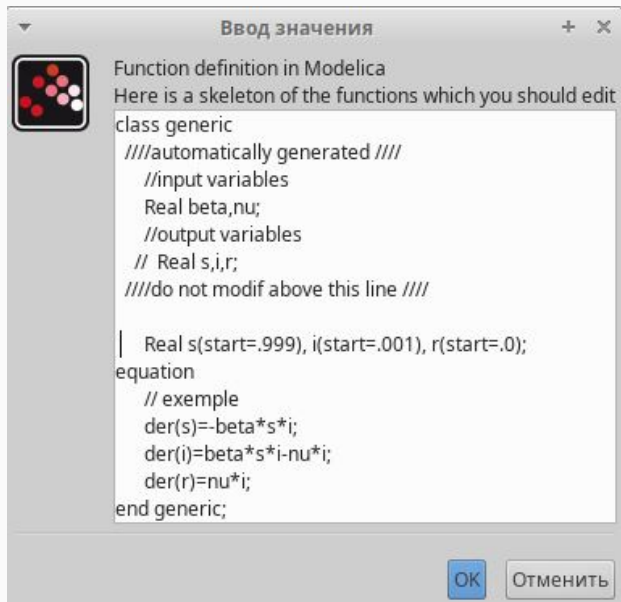 Ввод значения
Function definition in Modelica
Here is a skeleton of the functions which you should edit
class generic
////automatically generated ////
//input variables
Real beta,nu;
//output variables
// Real s,i,r;
////do not modif above this line ////
Real s(start=.999), i(start=.001), r(start=.0);
equation
// exemple
der(s)=-beta*s*i;
der(i)=beta*s*i-nu*i;
der(r)=nu*i;
end generic;
OK Отменить